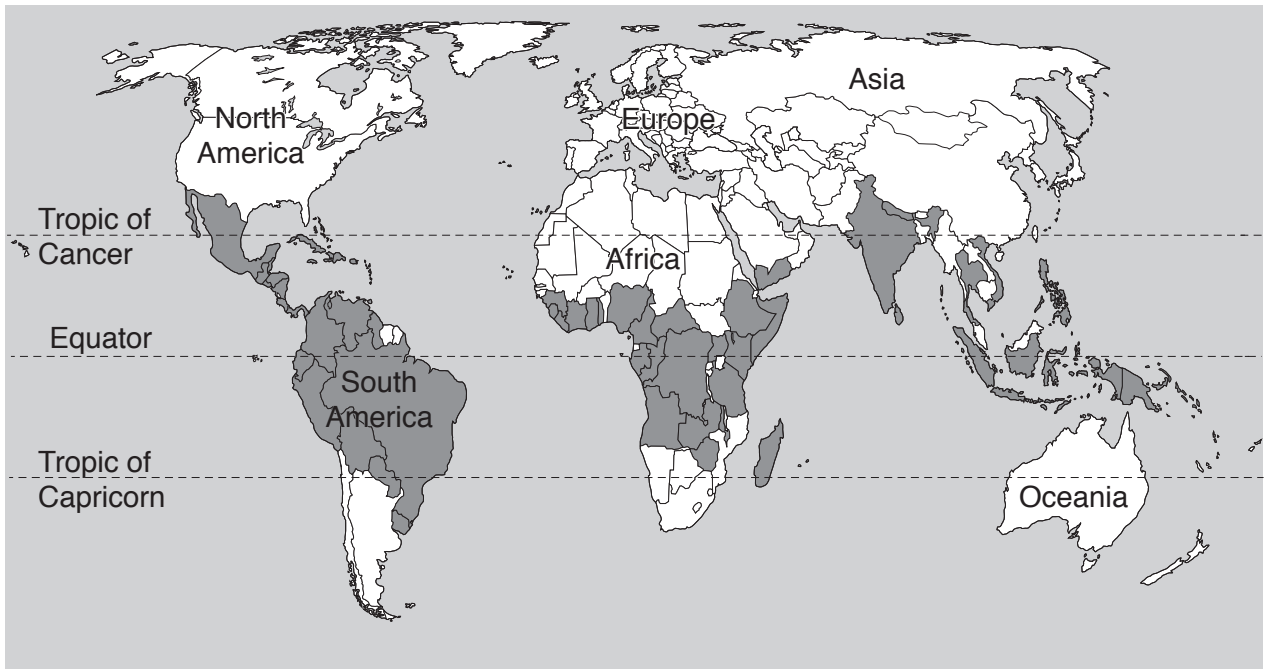 Asia
North
America
Europe
Tropic of
Cancer
Africa
Equator
South
America
Tropic of
Capricorn
Oceania